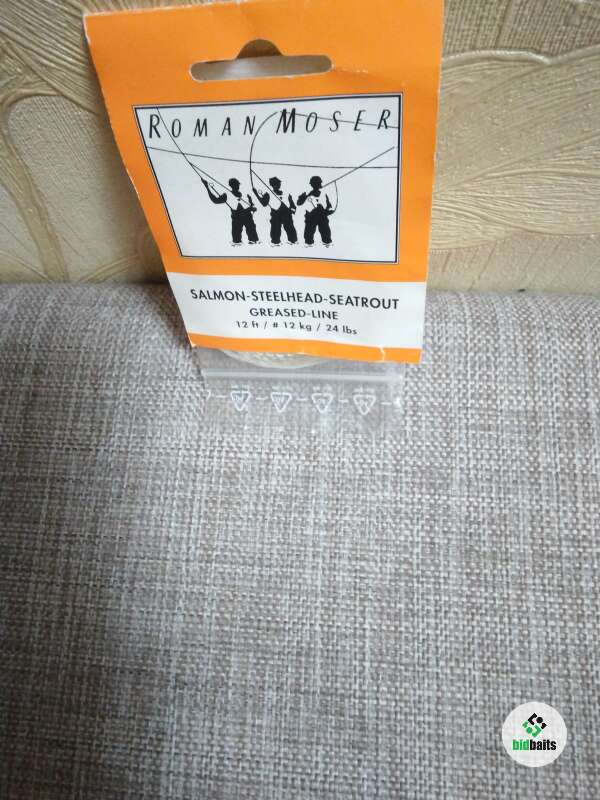 ROMAN MOSER
SALMON-STEELHEAD-SEATROUT
GREASED-LINE
12 ft / # 12 kg / 24 lbs
bidbaits